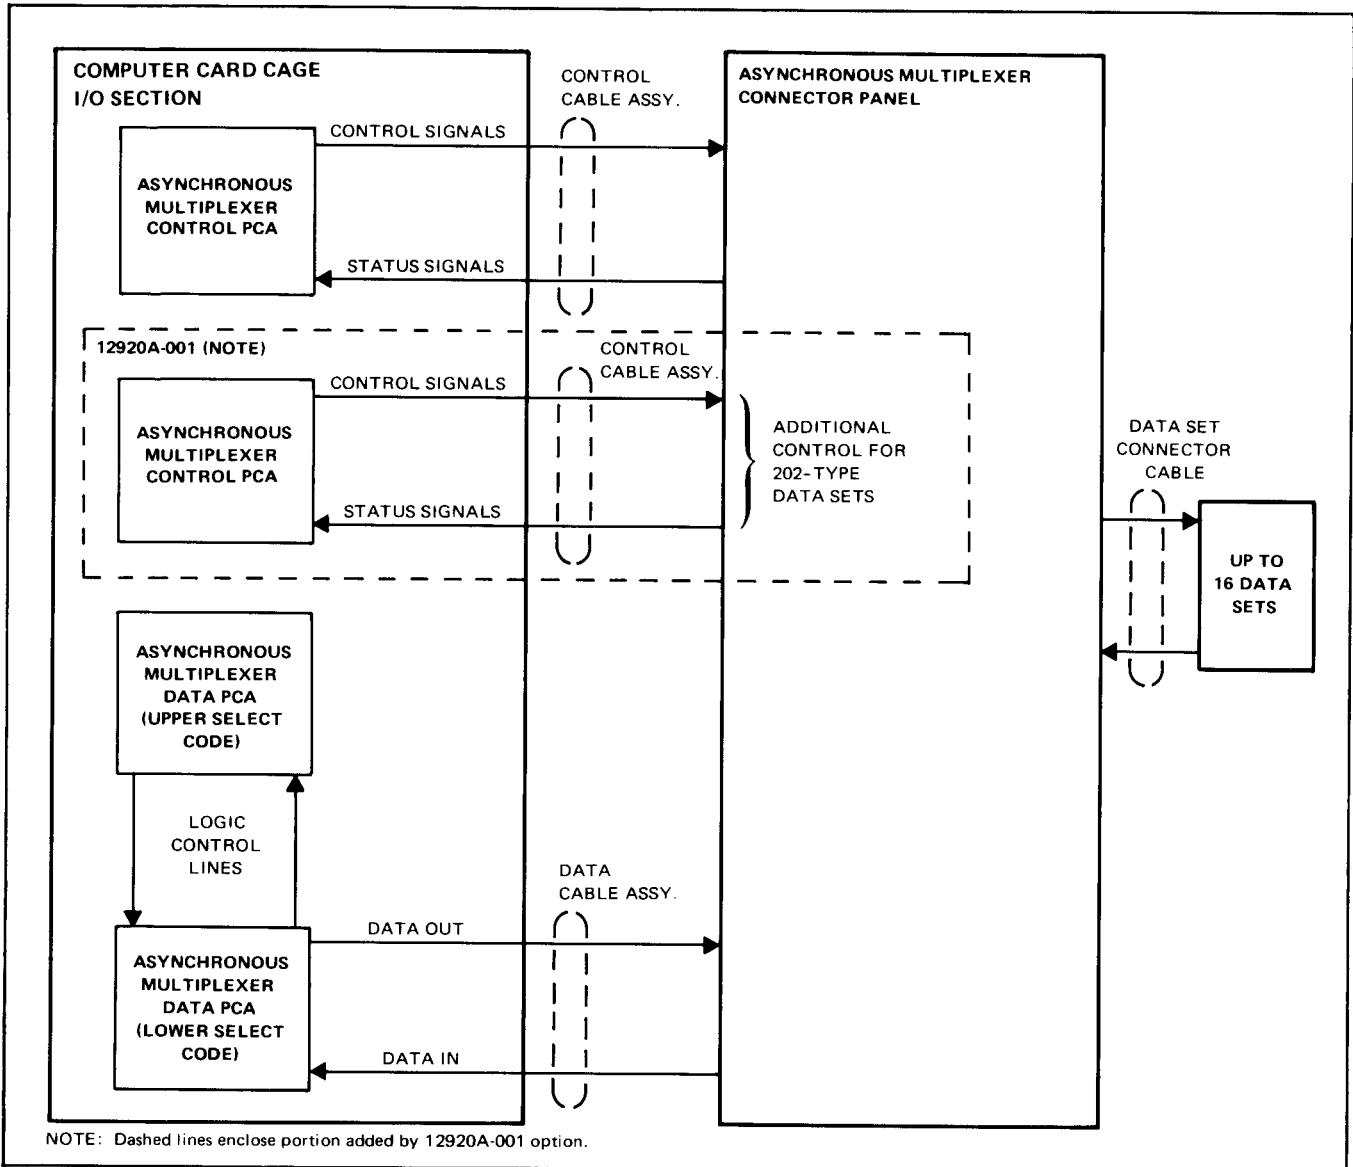 COMPUTER CARD CAGE
I/O SECTION
CONTROL
CABLE ASSY.
ASYNCHRONOUS MULTIPLEXER
CONNECTOR PANEL
CONTROL SIGNALS
ASYNCHRONOUS
MULTIPLEXER
CONTROL PCA
STATUS SIGNALS
12920A-001 (NOTE)
CONTROL
CABLE ASSY.
CONTROL SIGNALS
ASYNCHRONOUS
MULTIPLEXER
CONTROL PCA
STATUS SIGNALS
ADDITIONAL
CONTROL FOR
202-TYPE
DATA SETS
DATA SET
CONNECTOR
CABLE
UP TO
16 DATA
SETS
ASYNCHRONOUS
MULTIPLEXER
DATA PCA
(UPPER SELECT
CODE)
LOGIC
CONTROL
LINES
DATA
CABLE ASSY.
DATA OUT
ASYNCHRONOUS
MULTIPLEXER
DATA PCA
(LOWER SELECT
CODE)
DATA IN
NOTE: Dashed lines enclose portion added by 12920A-001 option.